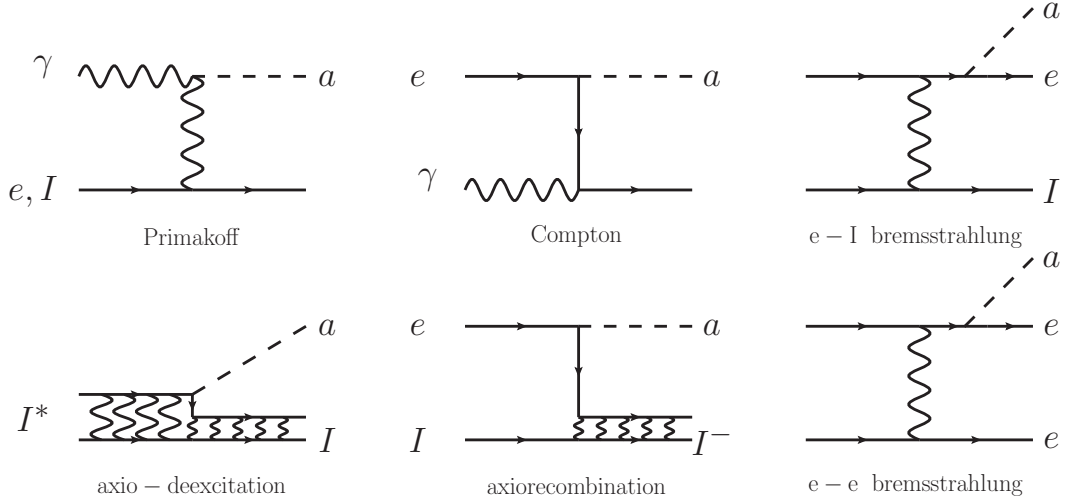 γ
a
e, I
Primakoff
e
a
γ
Compton
a
e
I
e − I bremsstrahlung
I*
a
I
axio − deexcitation
e
a
I
I⁻
axiorecombination
a
e
e
e − e bremsstrahlung